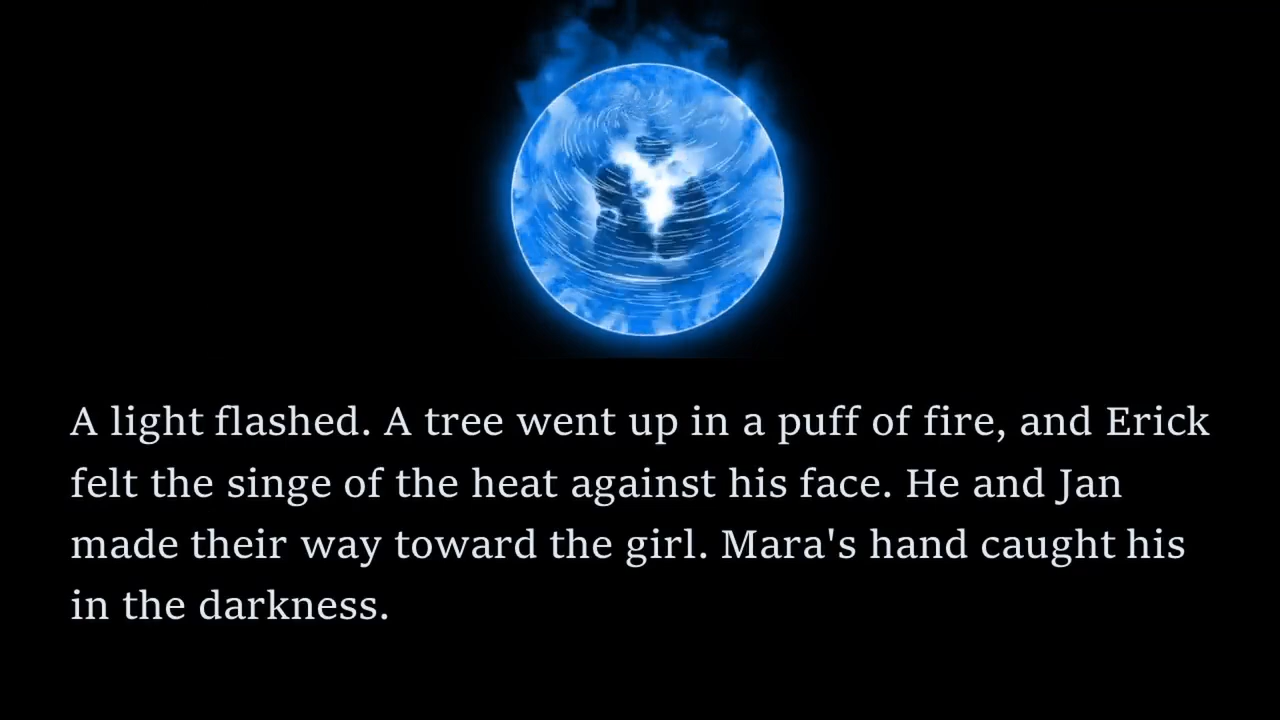 A light flashed. A tree went up in a puff of fire, and Erick
felt the singe of the heat against his face. He and Jan
made their way toward the girl. Mara's hand caught his
in the darkness.